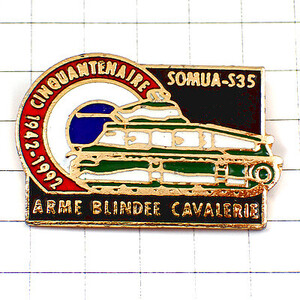 CINQUANTENAIRE
1942-1992
SOMUA-S35
ARME BLINDEE CAVALERIE